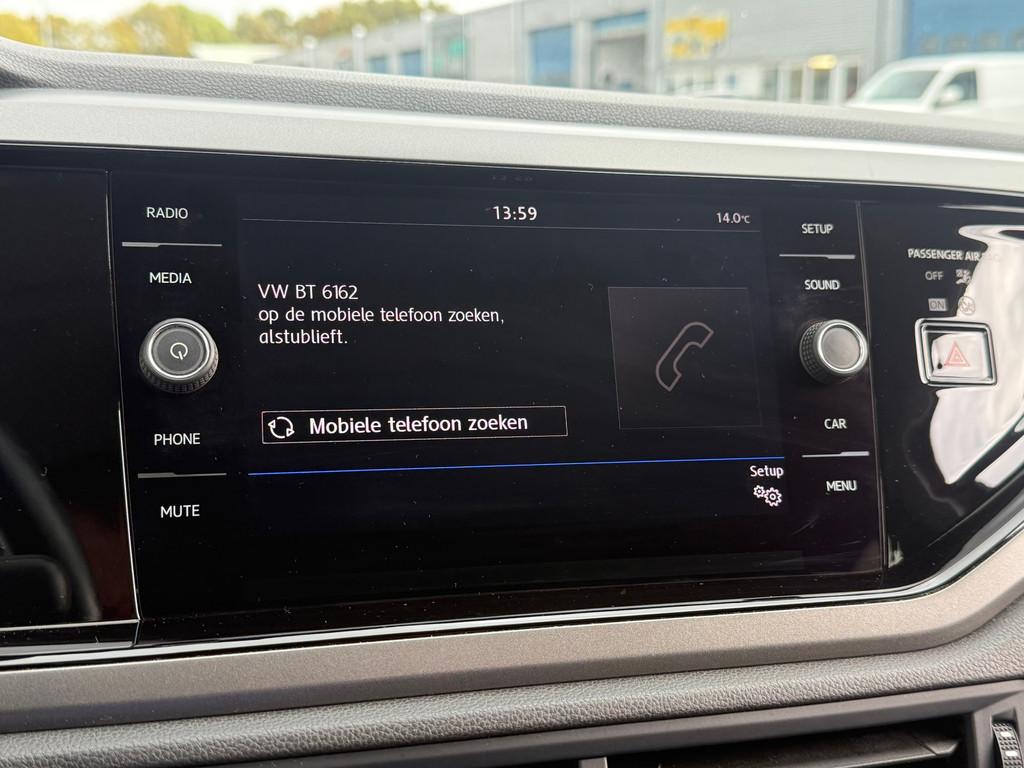 13:59
14.0°C
RADIO
MEDIA
PHONE
MUTE
VW BT 6162
op de mobiele telefoon zoeken,
alstublieft.
Mobiele telefoon zoeken
Setup
SETUP
SOUND
CAR
MENU
PASSENGER AIR
OFF
ON